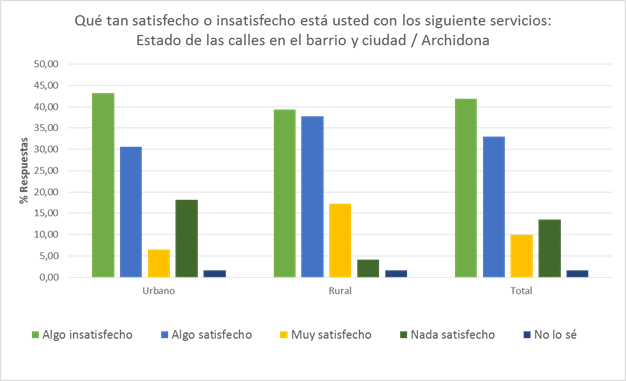 Qué tan satisfecho o insatisfecho está usted con los siguiente servicios:
Estado de las calles en el barrio y ciudad / Archidona
50,00
45,00
40,00
35,00
30,00
25,00
20,00
15,00
10,00
5,00
0,00
% Respuestas
Urbano Rural Total
Algo insatisfecho Algo satisfecho Muy satisfecho Nada satisfecho No lo sé